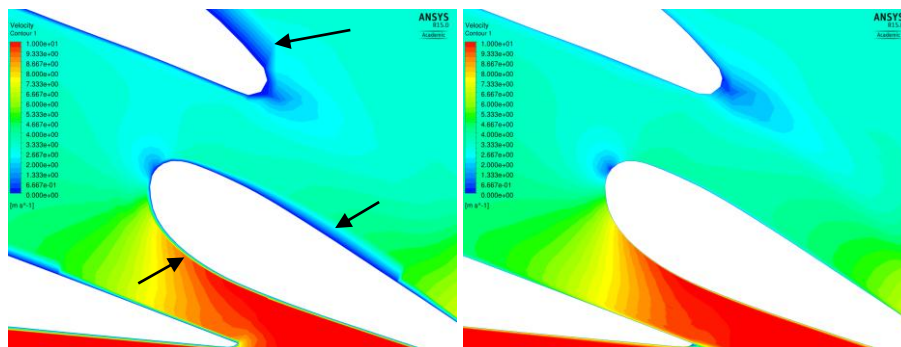 Velocity
Contour 1
1.000e+01
9.333e+00
8.667e+00
8.000e+00
7.333e+00
6.667e+00
6.000e+00
5.333e+00
4.667e+00
4.000e+00
3.333e+00
2.667e+00
2.000e+00
1.333e+00
6.667e-01
0.000e+00
[m s^-1]
ANSYS
R15.0
Academic
Velocity
Contour 1
1.000e+01
9.333e+00
8.667e+00
8.000e+00
7.333e+00
6.667e+00
6.000e+00
5.333e+00
4.667e+00
4.000e+00
3.333e+00
2.667e+00
2.000e+00
1.333e+00
6.667e-01
0.000e+00
[m s^-1]
ANSYS
R15.0
Academic